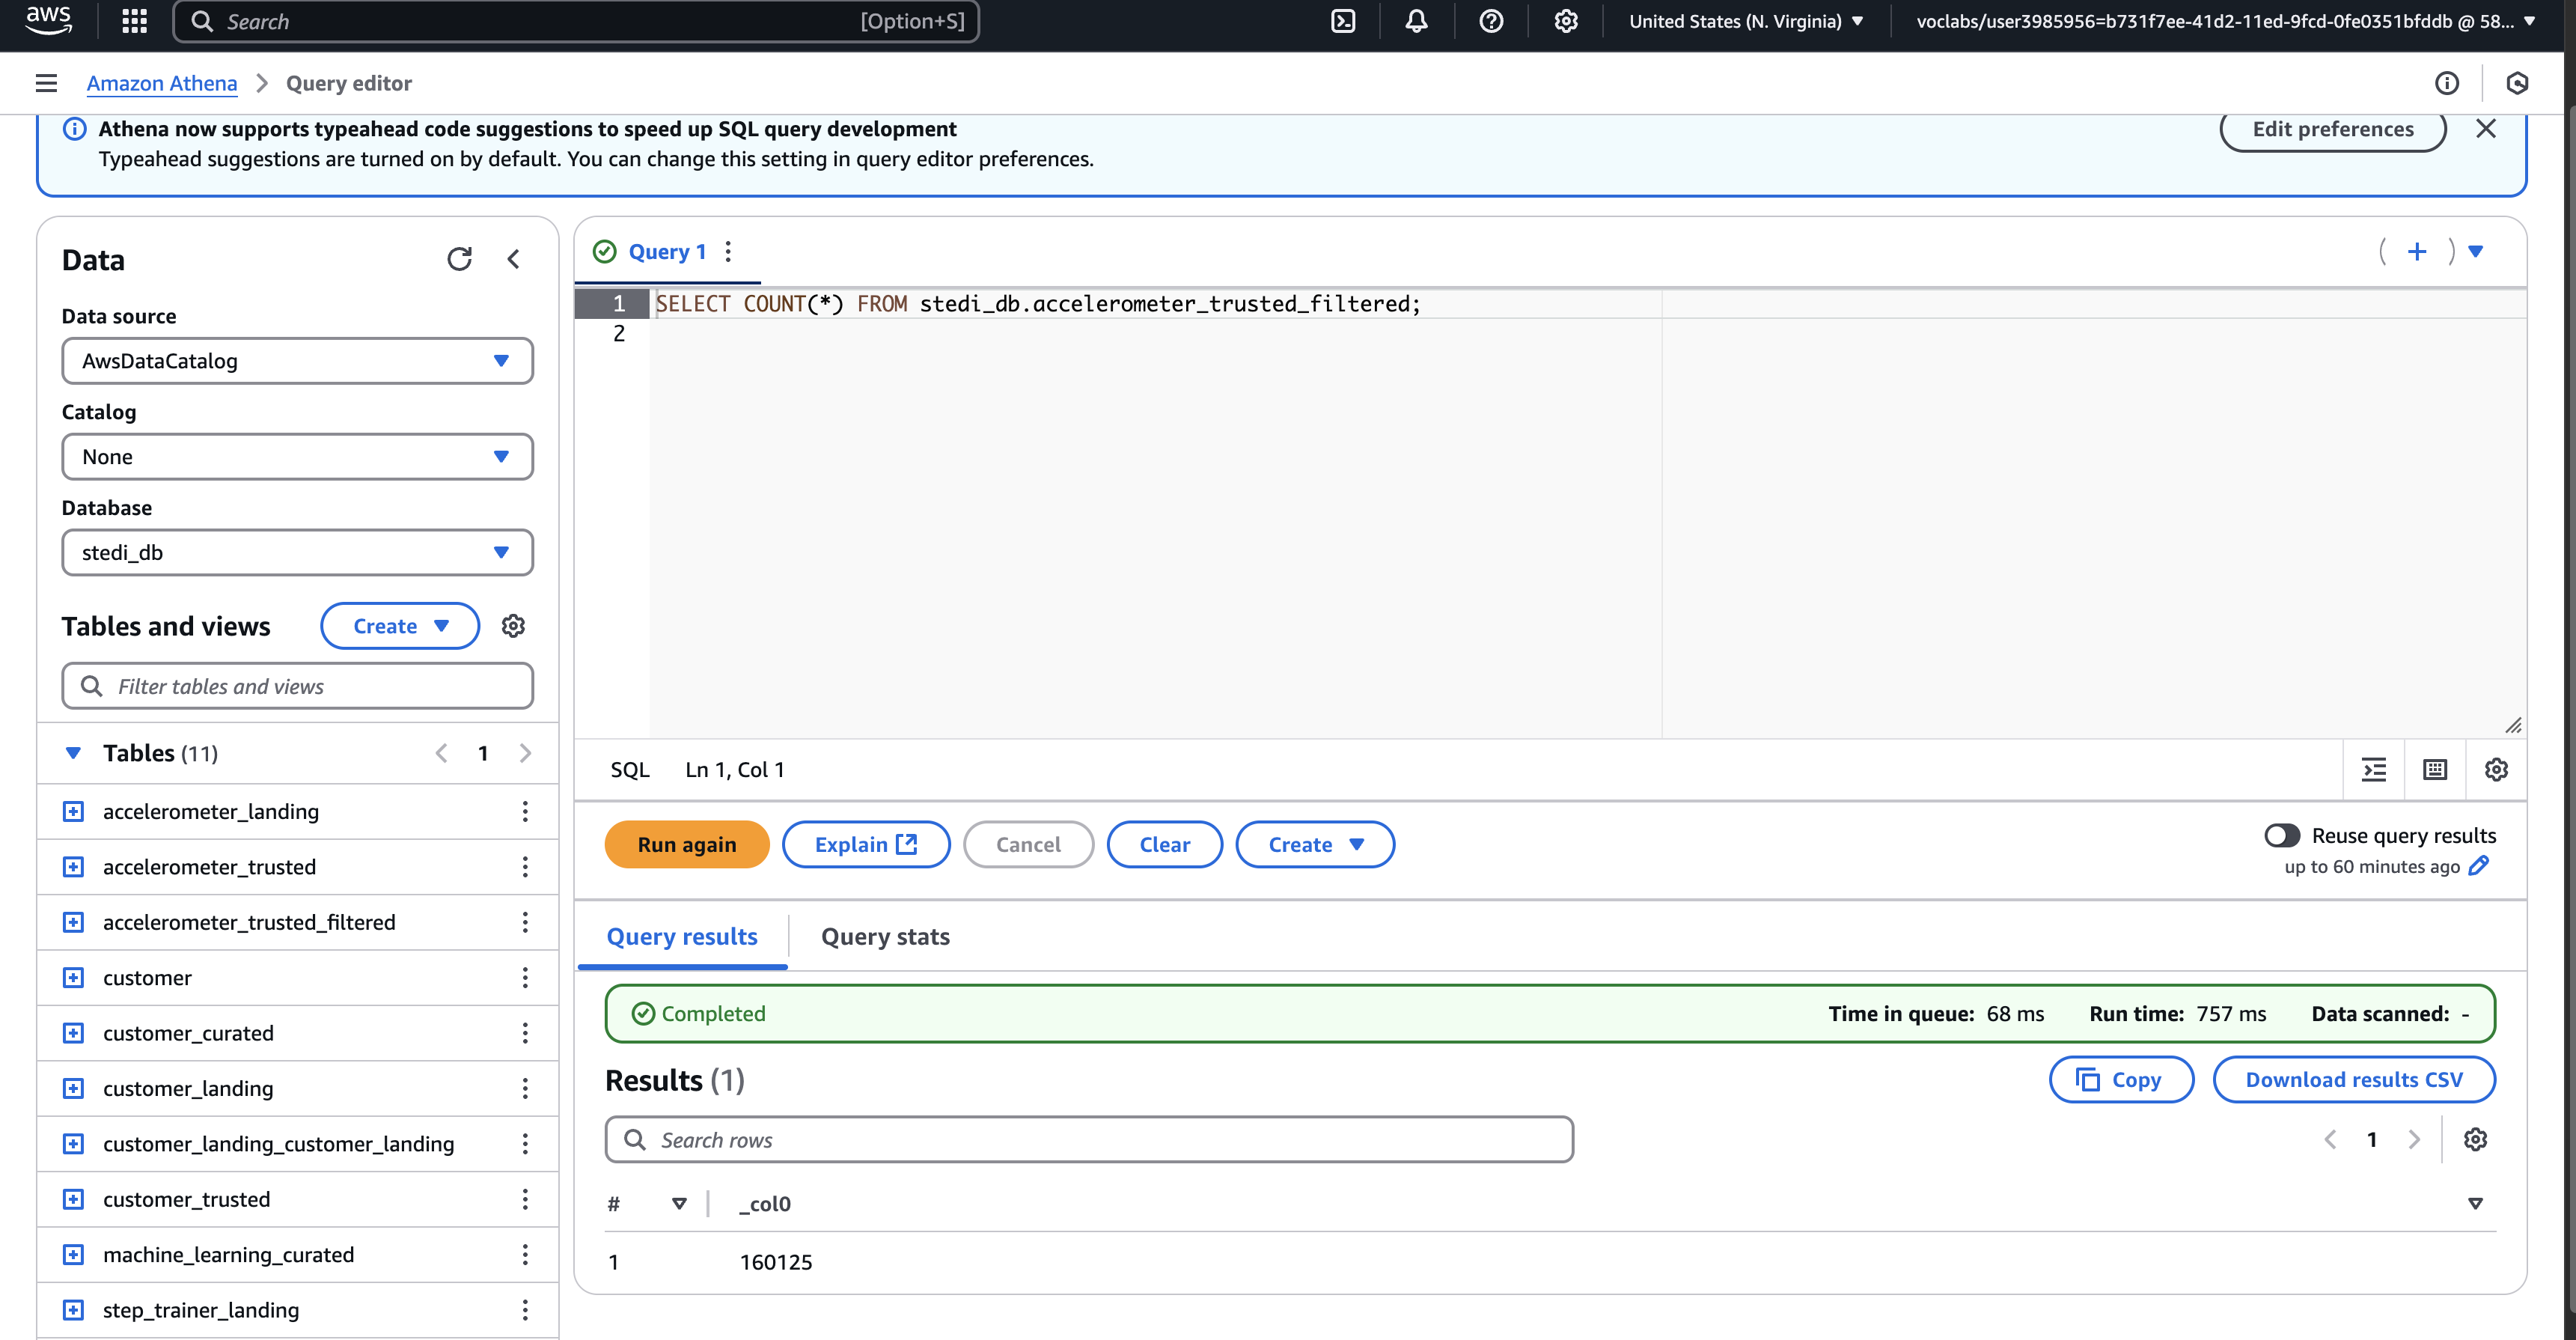 aws
Search [Option+S]
United States (N. Virginia)
voclabs/user3985956=b731f7ee-41d2-11ed-9fcd-0fe0351bfddb @ 58...
Amazon Athena
Query editor
Athena now supports typeahead code suggestions to speed up SQL query development
Typeahead suggestions are turned on by default. You can change this setting in query editor preferences.
Edit preferences
Data
Data source
AwsDataCatalog
Catalog
None
Database
stedi_db
Tables and views
Create
Filter tables and views
Tables (11)
1
accelerometer_landing
accelerometer_trusted
accelerometer_trusted_filtered
customer
customer_curated
customer_landing
customer_landing_customer_landing
customer_trusted
machine_learning_curated
step_trainer_landing
Query 1
1 SELECT COUNT(*) FROM stedi_db.accelerometer_trusted_filtered;
2
SQL Ln 1, Col 1
Run again
Explain
Cancel
Clear
Create
Reuse query results
up to 60 minutes ago
Query results
Query stats
Completed
Time in queue: 68 ms Run time: 757 ms Data scanned: -
Results (1)
Copy
Download results CSV
Search rows
1
# _col0
1 160125